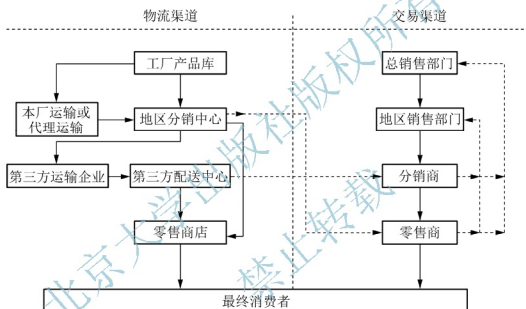 物流渠道
交易渠道
工厂产品库
总销售部门
本厂运输或
代理运输
地区分销中心
地区销售部门
第三方运输企业
第三方配送中心
分销商
零售商店
零售商
最终消费者
北京大学出版社版权所有
禁止转载